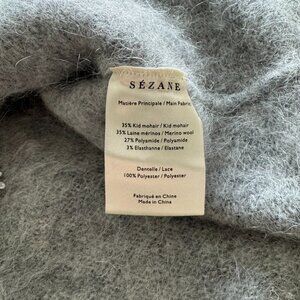 SÉZANE
Matière Principale / Main Fabric
35% Kid mohair / Kid mohair
35% Laine mérinos / Merino wool
27% Polyamide / Polyamide
3% Elasthanne / Elastane
Dentelle / Lace
100% Polyester / Polyester
Fabriqué en Chine
Made in China